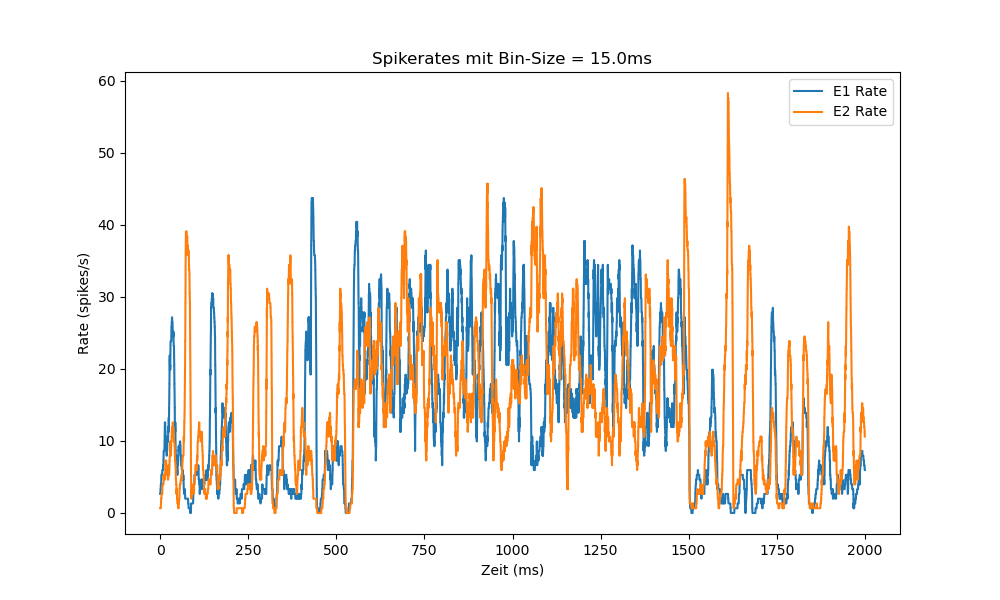 Spikerates mit Bin-Size = 15.0ms
E1 Rate
E2 Rate
60
50
40
30
20
10
0
Rate (spikes/s)
0 250 500 750 1000 1250 1500 1750 2000
Zeit (ms)